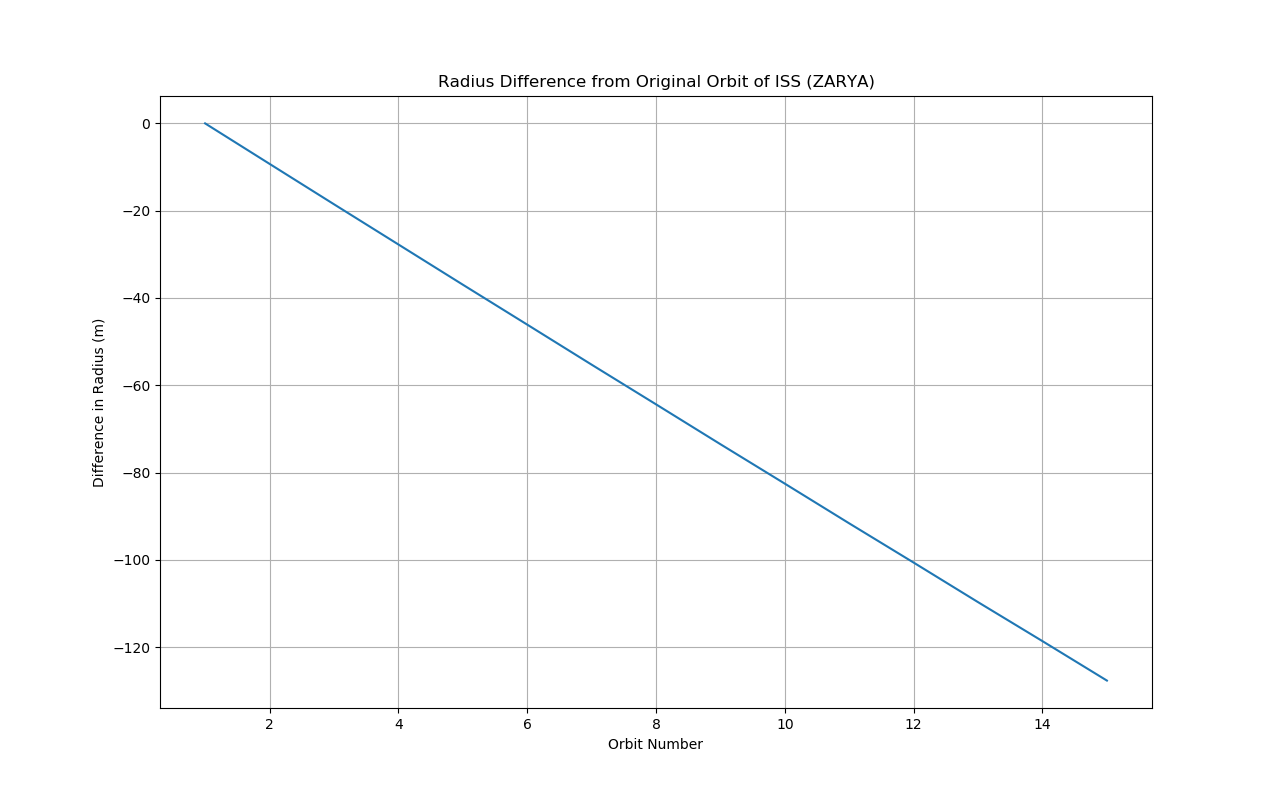 Radius Difference from Original Orbit of ISS (ZARYA)
0
−20
−40
−60
−80
−100
−120
Difference in Radius (m)
2 4 6 8 10 12 14
Orbit Number